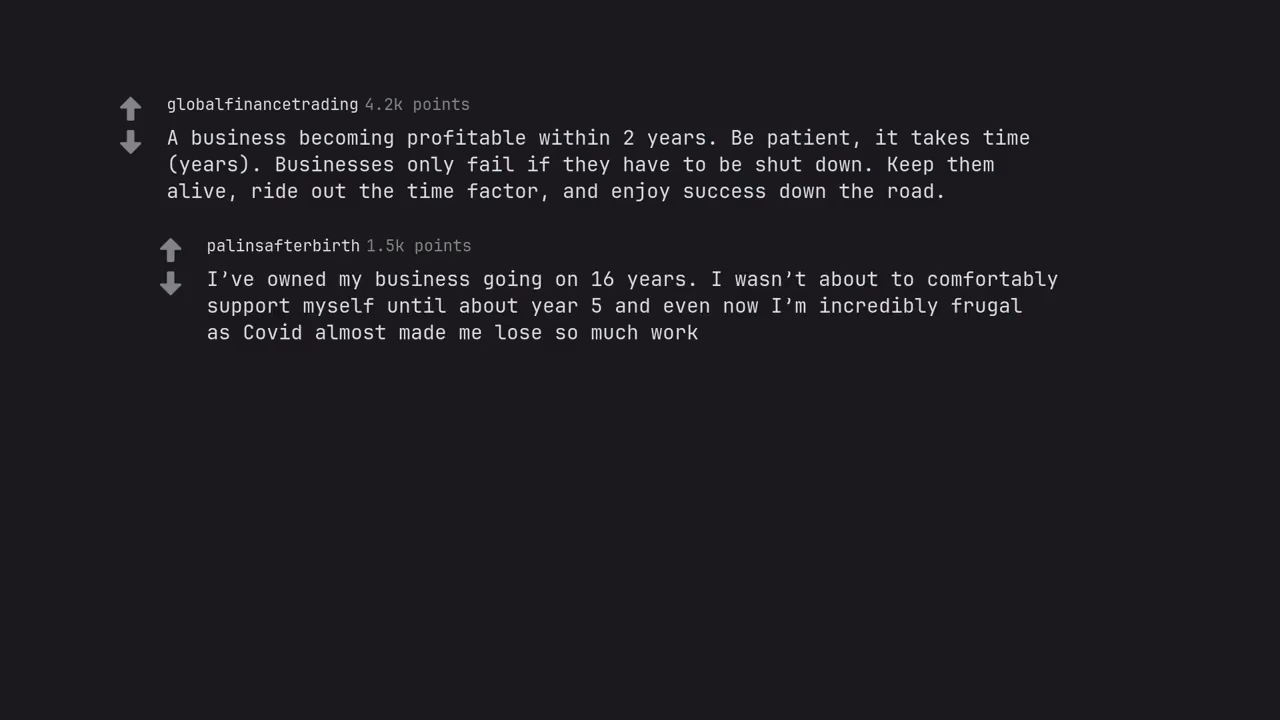 globalfinancetrading 4.2k points
A business becoming profitable within 2 years. Be patient, it takes time
(years). Businesses only fail if they have to be shut down. Keep them
alive, ride out the time factor, and enjoy success down the road.
palinsafterbirth 1.5k points
I’ve owned my business going on 16 years. I wasn’t about to comfortably
support myself until about year 5 and even now I’m incredibly frugal
as Covid almost made me lose so much work